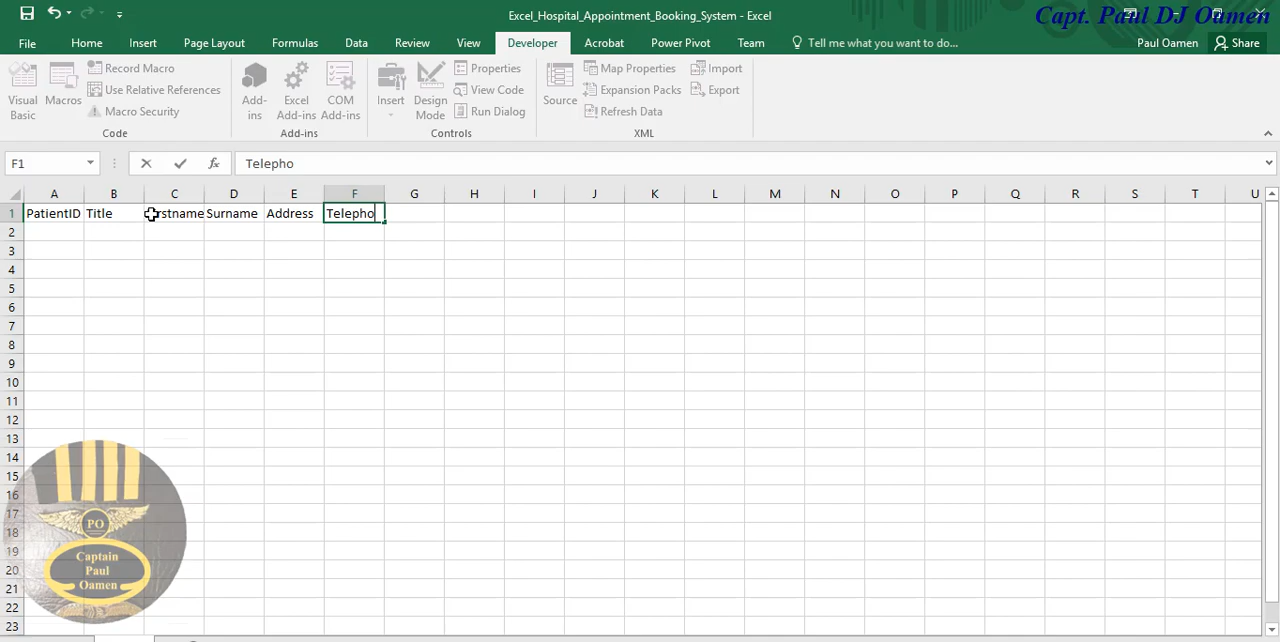 Excel_Hospital_Appointment_Booking_System - Excel
Capt. Paul DJ Oamen
File Home Insert Page Layout Formulas Data Review View Developer Acrobat Power Pivot Team Tell me what you want to do... Paul Oamen Share
Visual Basic
Macros
Record Macro
Use Relative References
Macro Security
Code
Add-ins
Excel Add-ins
COM Add-ins
Add-ins
Insert
Design Mode
Properties
View Code
Run Dialog
Controls
Source
Map Properties
Expansion Packs
Refresh Data
Import
Export
XML
F1 fx Telepho
A B C D E F G H I J K L M N O P Q R S T U
1 PatientID Title rstname Surname Address Telepho
2
3
4
5
6
7
8
9
10
11
12
13
14
15
16
17
18
19
20
21
22
23
PO
Captain
Paul
Oamen